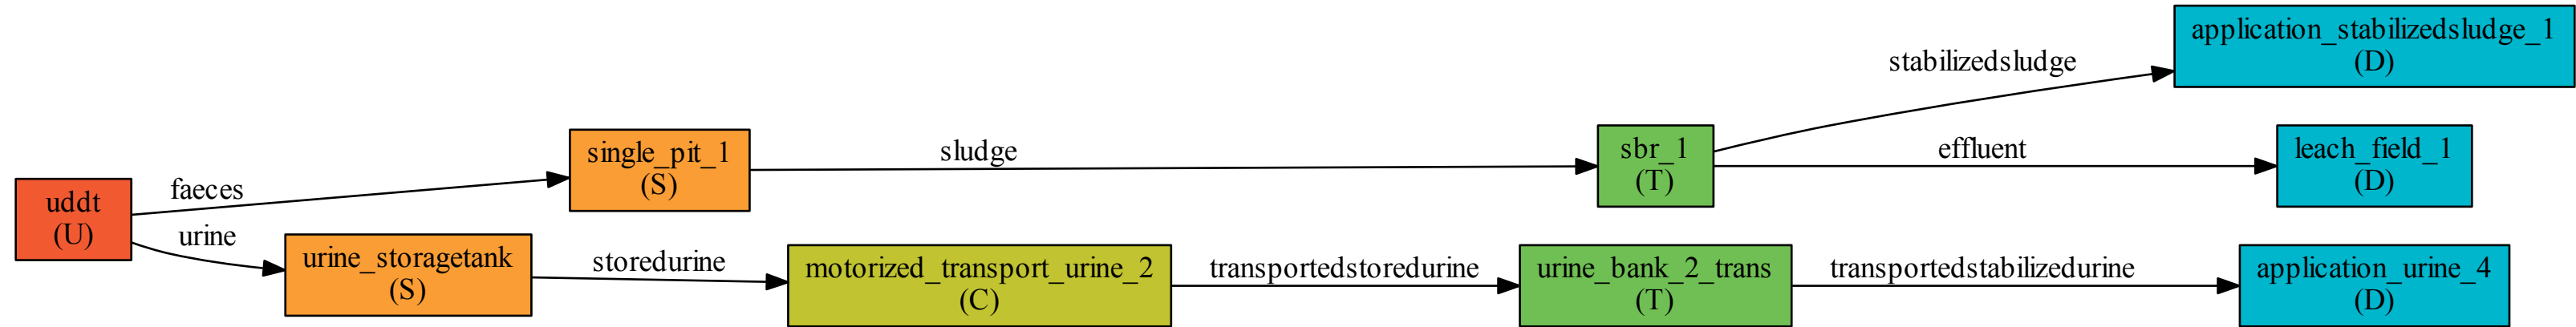 application_stabilizedsludge_1
(D)
stabilizedsludge
single_pit_1
(S)
sludge
sbr_1
(T)
effluent
leach_field_1
(D)
uddt
(U)
faeces
urine
urine_storagetank
(S)
storedurine
motorized_transport_urine_2
(C)
transportedstoredurine
urine_bank_2_trans
(T)
transportedstabilizedurine
application_urine_4
(D)